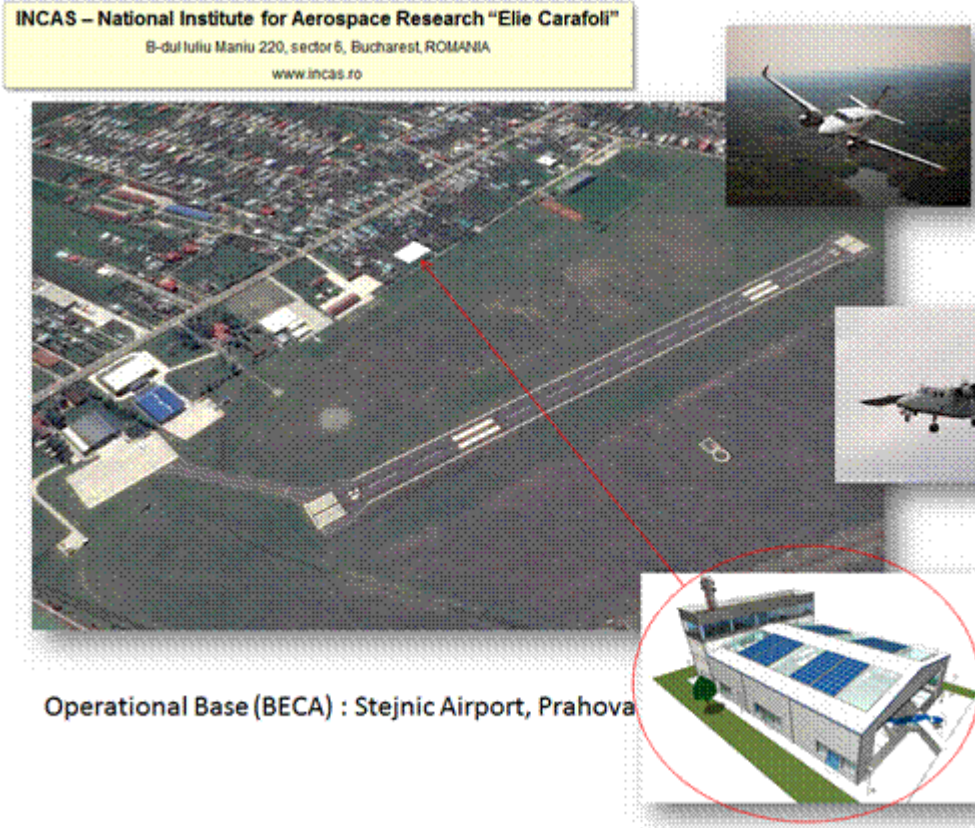 INCAS – National Institute for Aerospace Research “Elie Carafoli”
B-dul Iuliu Maniu 220, sector 6, Bucharest, ROMANIA
www.incas.ro
Operational Base (BECA) : Stejnic Airport, Prahova